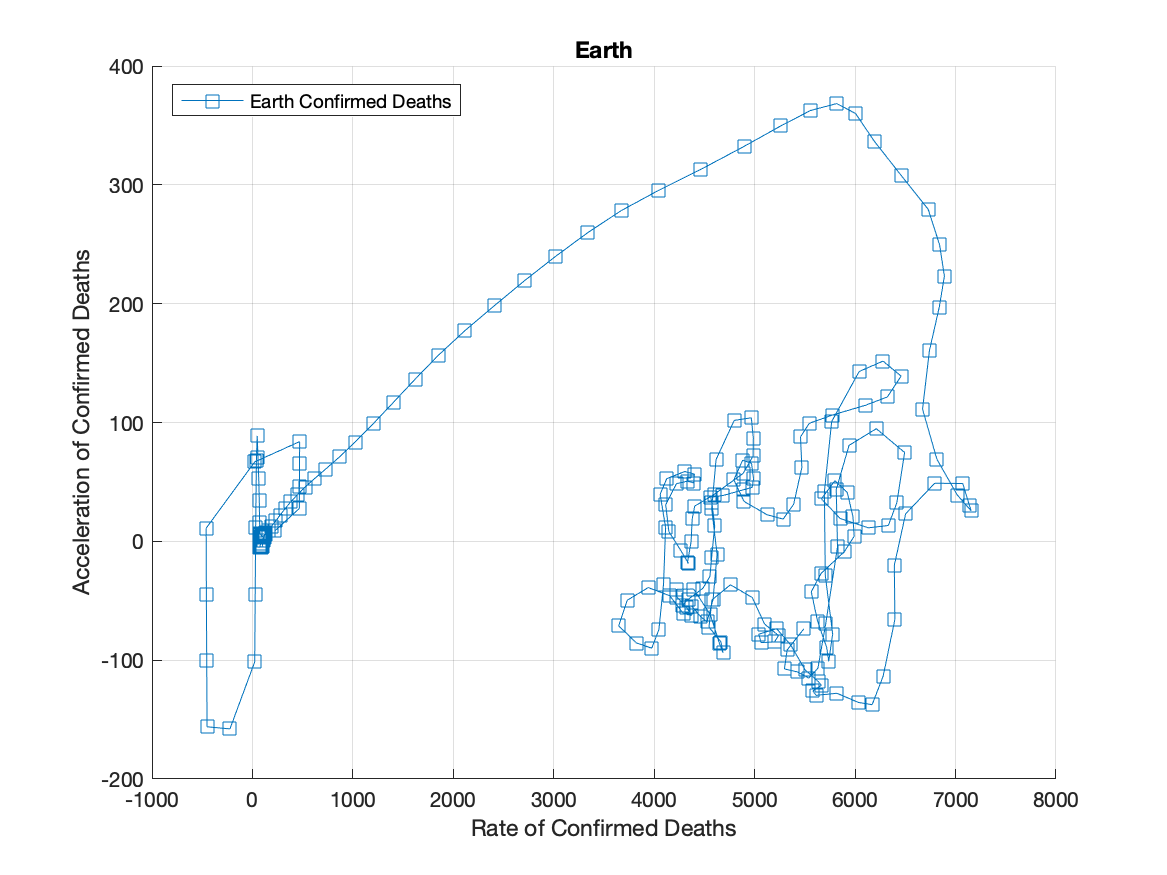 Earth
400
Earth Confirmed Deaths
300
200
100
0
-100
-200
Acceleration of Confirmed Deaths
-1000 0 1000 2000 3000 4000 5000 6000 7000 8000
Rate of Confirmed Deaths